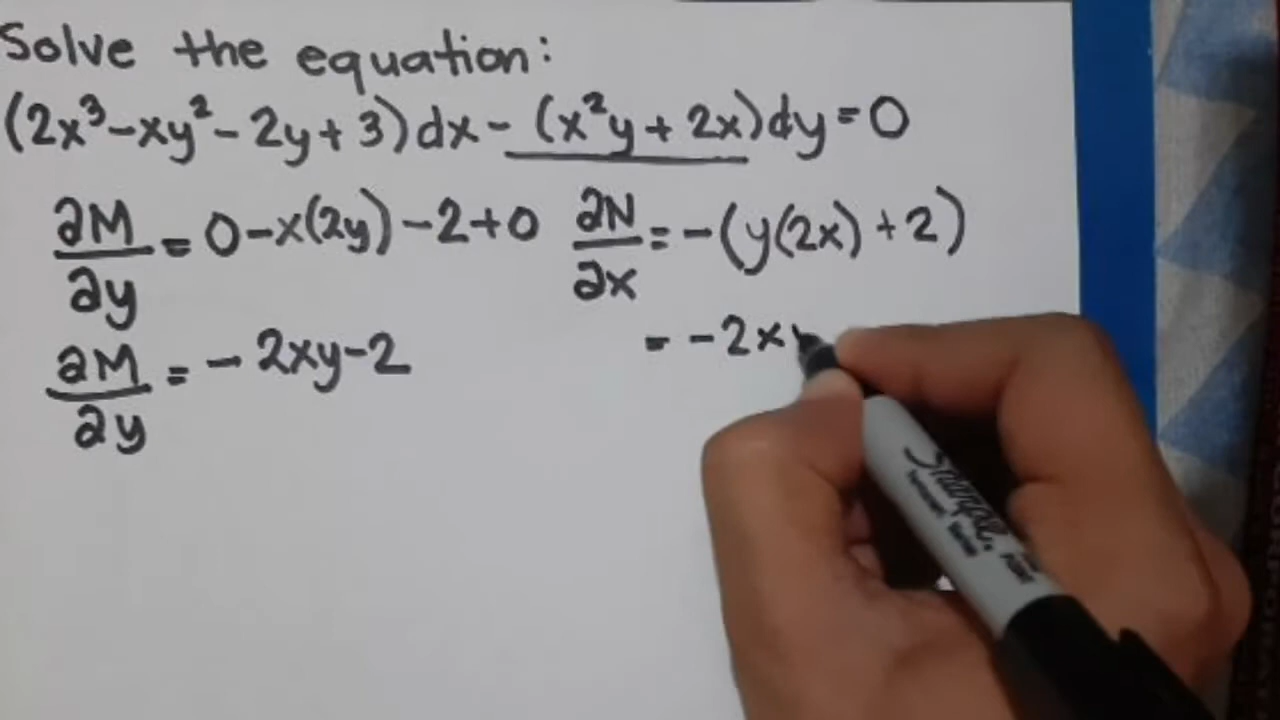 Solve the equation:
(2x³-xy²-2y+3)dx-(x²y+2x)dy=0
∂M/∂y=0-x(2y)-2+0 ∂N/∂x=-(y(2x)+2)
∂M/∂y=-2xy-2 =-2x
Sharpie